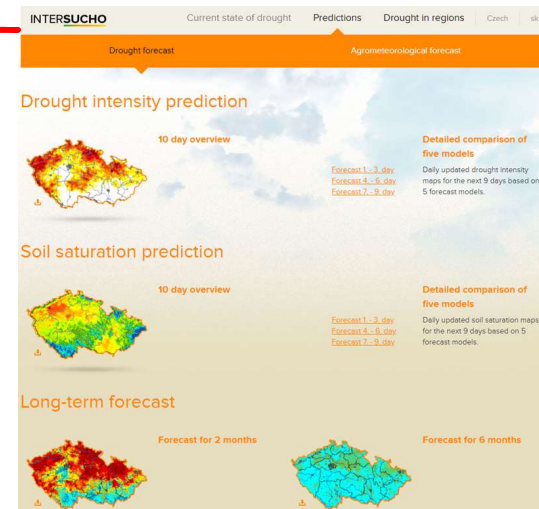 INTERSUCHO
Current state of drought
Predictions
Drought in regions
Czech
sk
Drought forecast
Agrometeorological forecast
Drought intensity prediction
10 day overview
Forecast 1. - 3. day
Forecast 4. - 6. day
Forecast 7. - 9. day
Detailed comparison of
five models
Daily updated drought intensity
maps for the next 9 days based on
5 forecast models.
Soil saturation prediction
10 day overview
Forecast 1. - 3. day
Forecast 4. - 6. day
Forecast 7. - 9. day
Detailed comparison of
five models
Daily updated soil saturation maps
for the next 9 days based on 5
forecast models.
Long-term forecast
Forecast for 2 months
Forecast for 6 months